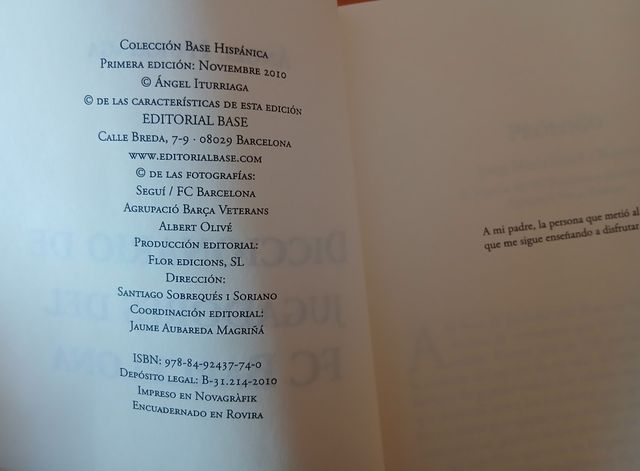 Colección Base Hispánica
Primera edición: Noviembre 2010
© Ángel Iturriaga
© de las características de esta edición
EDITORIAL BASE
Calle Breda, 7-9 · 08029 Barcelona
www.editorialbase.com
© de las fotografías:
Seguí / FC Barcelona
Agrupació Barça Veterans
Albert Olivé
Producción editorial:
Flor edicions, SL
Dirección:
Santiago Sobrequés i Soriano
Coordinación editorial:
Jaume Aubareda Magriñá
ISBN: 978-84-92437-74-0
Depósito legal: B-31.214-2010
Impreso en Novagràfik
Encuadernado en Rovira
A mi padre, la persona que metió al
que me sigue enseñando a disfrutar